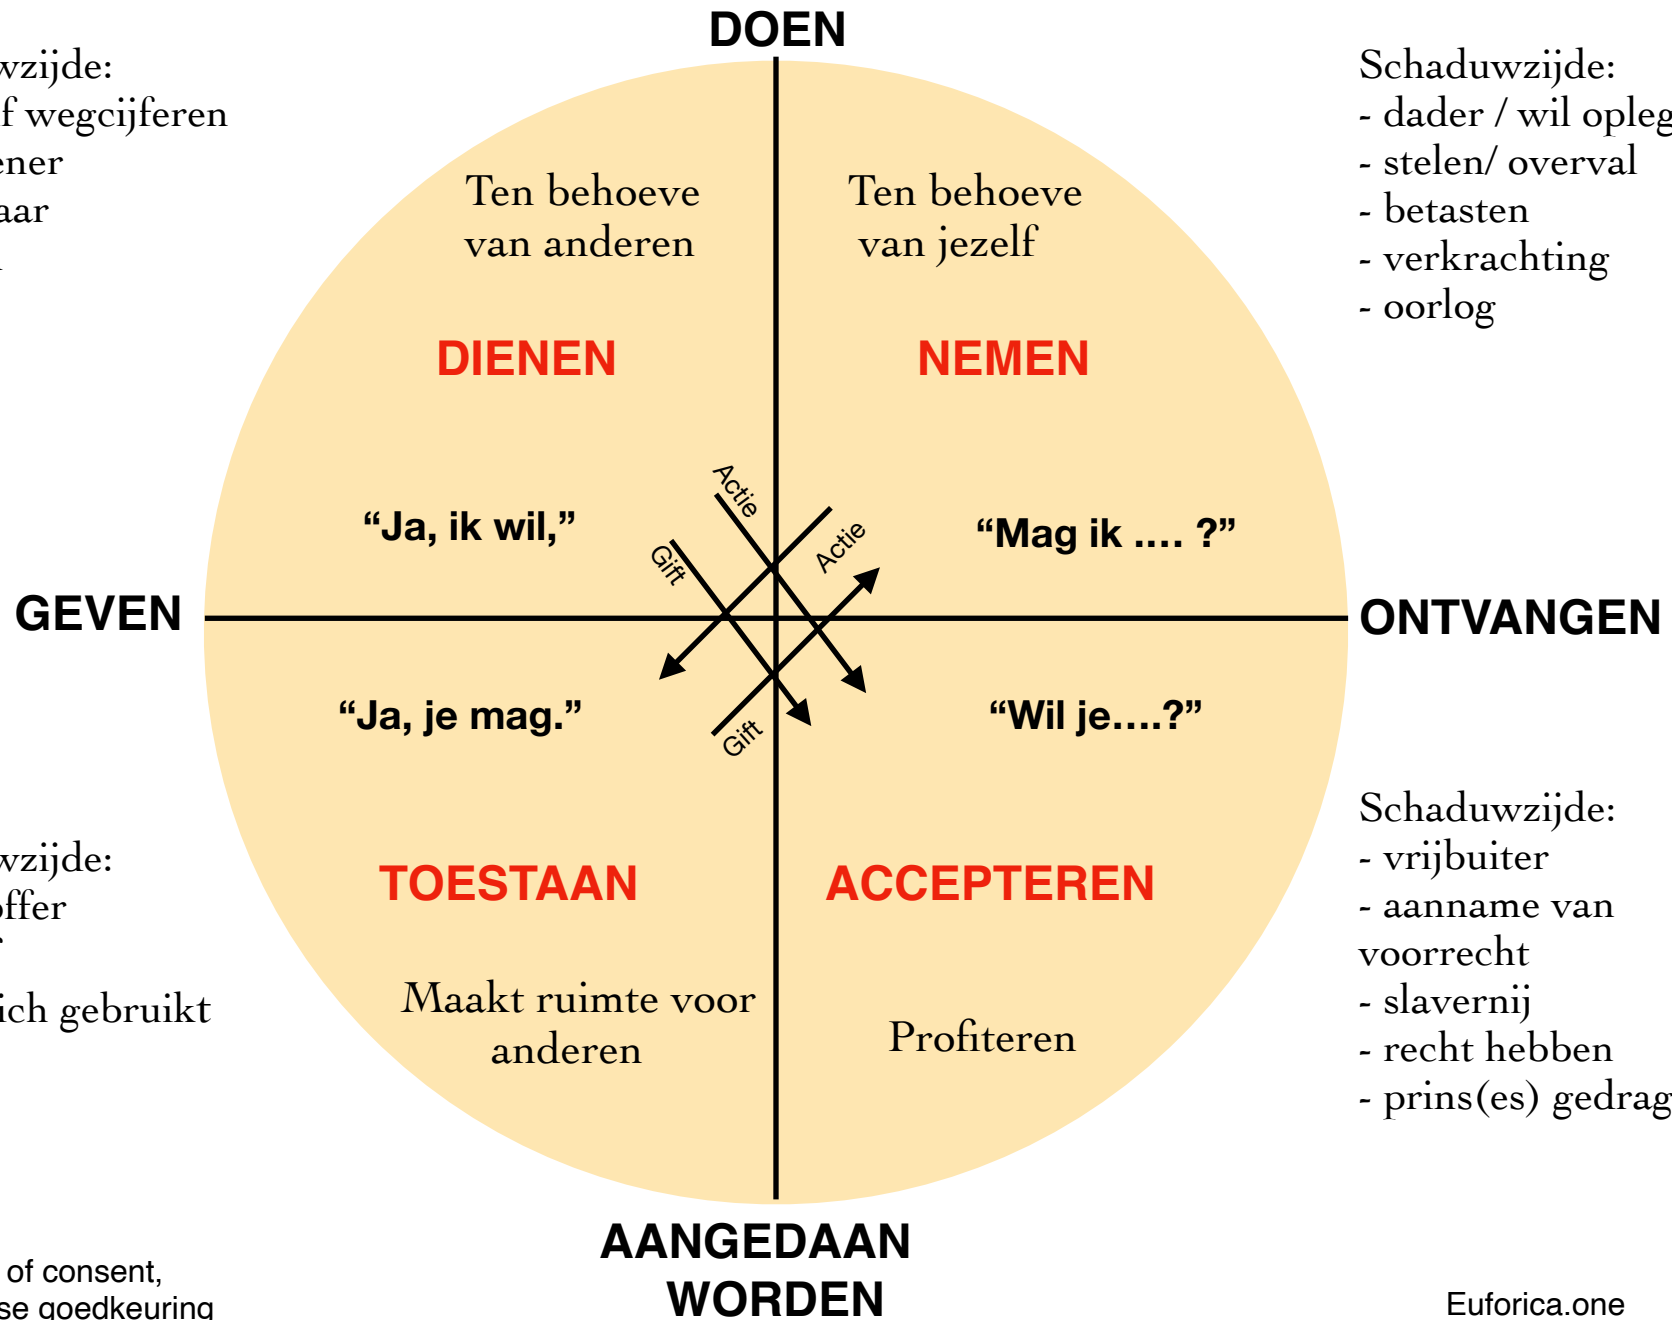 DOEN
wzijde:
f wegcijferen
ener
aar
Schaduwzijde:
- dader / wil opleg
- stelen/ overval
- betasten
- verkrachting
- oorlog
Ten behoeve
van anderen
Ten behoeve
van jezelf
DIENEN
NEMEN
Actie
Gift
Actie
Gift
“Ja, ik wil,”
“Mag ik .... ?”
GEVEN
ONTVANGEN
“Ja, je mag.”
“Wil je....?”
wzijde:
offer
r
ich gebruikt
Schaduwzijde:
- vrijbuiter
- aanname van
voorrecht
- slavernij
- recht hebben
- prins(es) gedrag
TOESTAAN
ACCEPTEREN
Maakt ruimte voor
anderen
Profiteren
AANGEDAAN
WORDEN
of consent,
se goedkeuring
Euforica.one